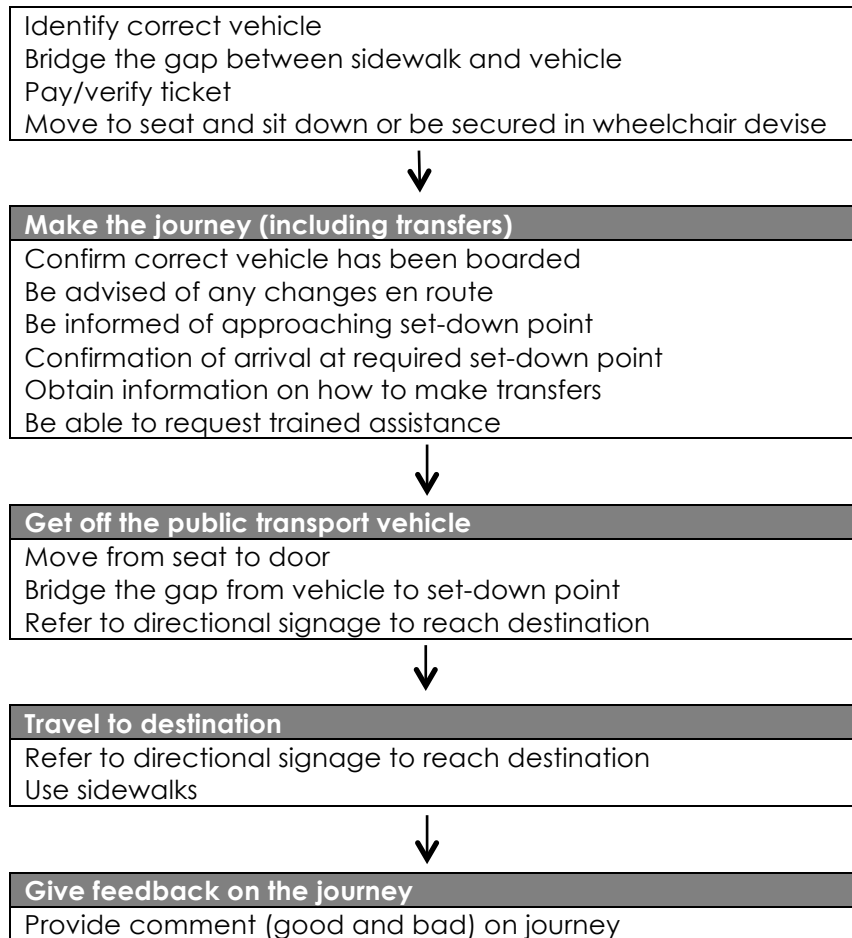 Identify correct vehicle
Bridge the gap between sidewalk and vehicle
Pay/verify ticket
Move to seat and sit down or be secured in wheelchair devise
Make the journey (including transfers)
Confirm correct vehicle has been boarded
Be advised of any changes en route
Be informed of approaching set-down point
Confirmation of arrival at required set-down point
Obtain information on how to make transfers
Be able to request trained assistance
Get off the public transport vehicle
Move from seat to door
Bridge the gap from vehicle to set-down point
Refer to directional signage to reach destination
Travel to destination
Refer to directional signage to reach destination
Use sidewalks
Give feedback on the journey
Provide comment (good and bad) on journey